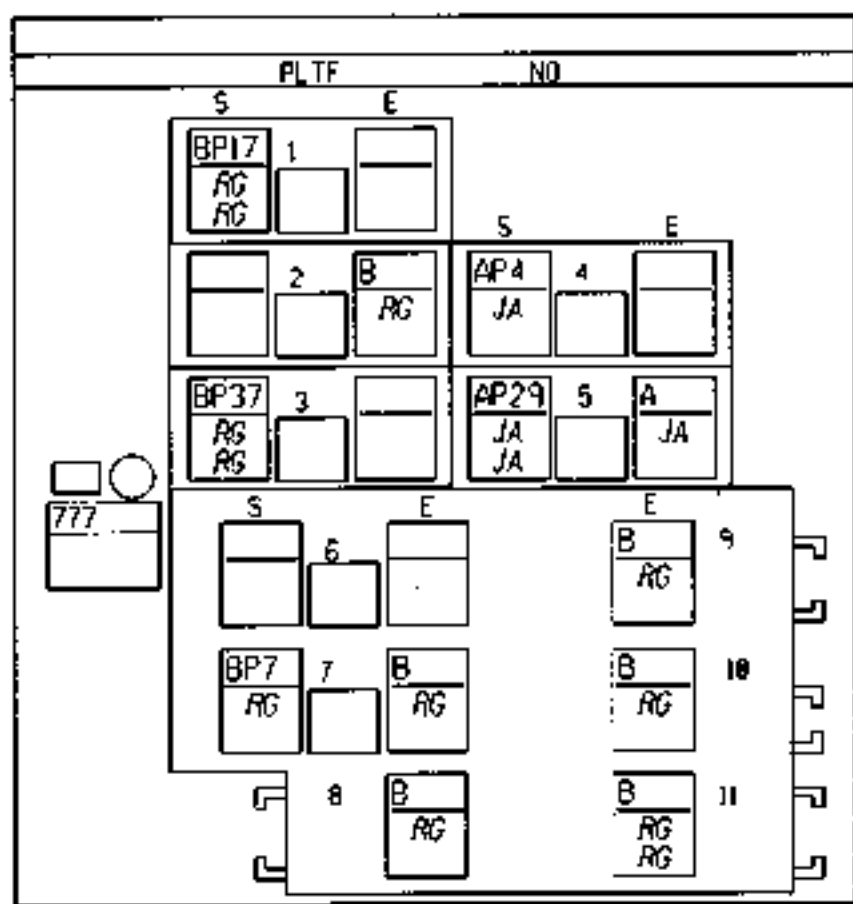 PLTF NO
S E
BP17 1
RG
RG
S E
2 B AP4 4
RG JA
BP37 3 AP29 5 A
RG JA JA
RG JA
777
S E E
6 B 9
RG
BP7 7 B B 10
RG RG RG
8 B B 11
RG RG
RG